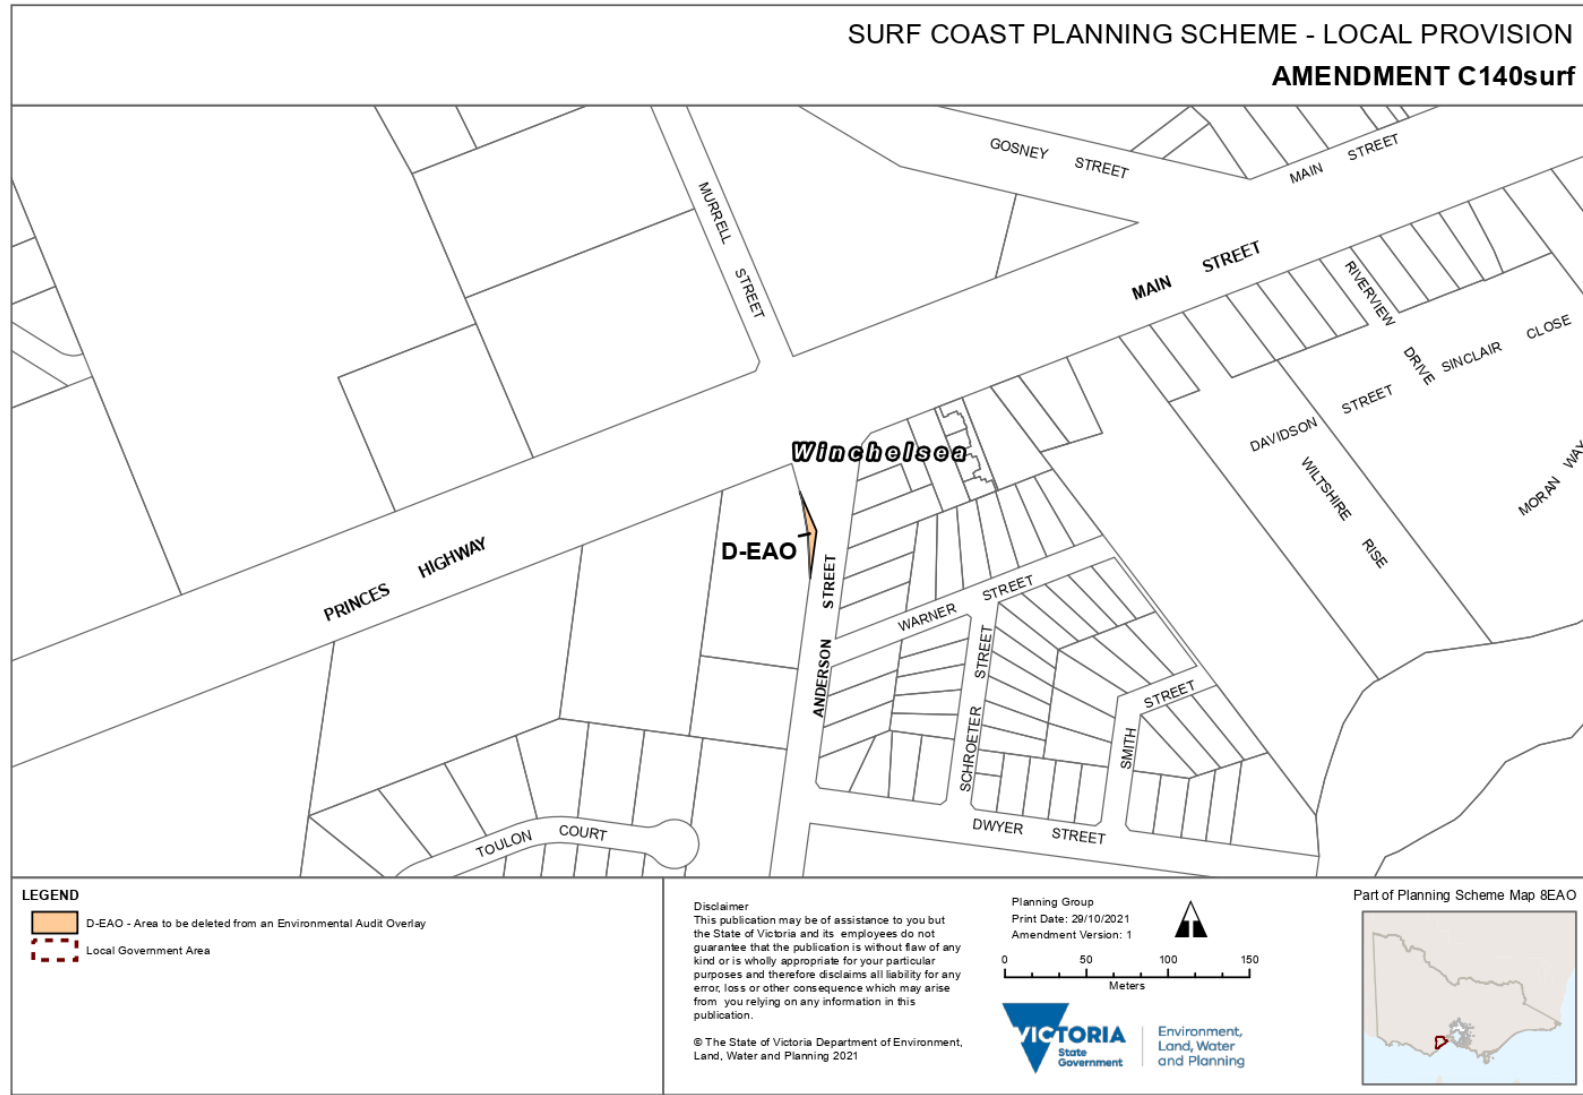 SURF COAST PLANNING SCHEME - LOCAL PROVISION
AMENDMENT C140surf
GOSNEY STREET
MAIN STREET
MURRELL STREET
MAIN STREET
RIVERVIEW DRIVE
SINCLAIR CLOSE
DAVIDSON STREET
WILTSHIRE RISE
MORAN WAY
Winchelsea
D-EAO
PRINCES HIGHWAY
ANDERSON STREET
WARNER STREET
SCHROETER STREET
SMITH STREET
DWYER STREET
TOULON COURT
LEGEND
D-EAO - Area to be deleted from an Environmental Audit Overlay
Local Government Area
Disclaimer
This publication may be of assistance to you but
the State of Victoria and its employees do not
guarantee that the publication is without flaw of any
kind or is wholly appropriate for your particular
purposes and therefore disclaims all liability for any
error, loss or other consequence which may arise
from you relying on any information in this
publication.
© The State of Victoria Department of Environment,
Land, Water and Planning 2021
Planning Group
Print Date: 29/10/2021
Amendment Version: 1
0 50 100 150
Meters
VICTORIA
State
Government
Environment,
Land, Water
and Planning
Part of Planning Scheme Map 8EAO